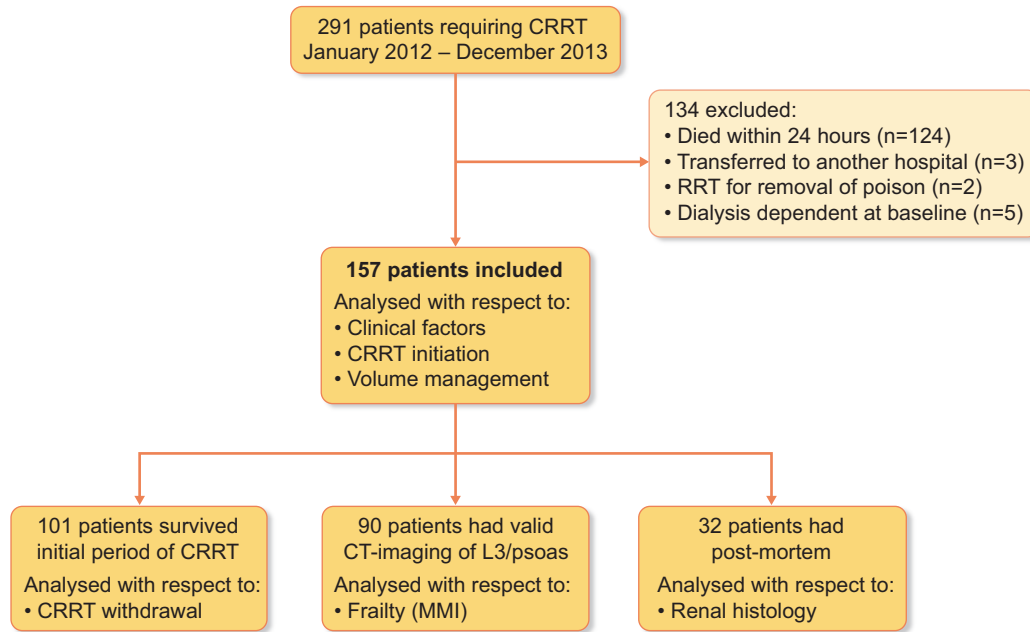 291 patients requiring CRRT
January 2012 – December 2013
134 excluded:
• Died within 24 hours (n=124)
• Transferred to another hospital (n=3)
• RRT for removal of poison (n=2)
• Dialysis dependent at baseline (n=5)
157 patients included
Analysed with respect to:
• Clinical factors
• CRRT initiation
• Volume management
101 patients survived
initial period of CRRT
Analysed with respect to:
• CRRT withdrawal
90 patients had valid
CT-imaging of L3/psoas
Analysed with respect to:
• Frailty (MMI)
32 patients had
post-mortem
Analysed with respect to:
• Renal histology